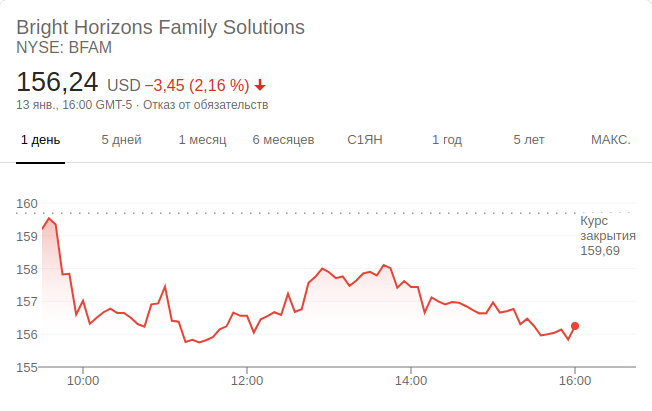 Bright Horizons Family Solutions
NYSE: BFAM
156,24 USD −3,45 (2,16 %)
13 янв., 16:00 GMT-5 · Отказ от обязательств
1 день 5 дней 1 месяц 6 месяцев С1ЯН 1 год 5 лет МАКС.
160
159
158
157
156
155
Курс
закрытия
159,69
10:00 12:00 14:00 16:00